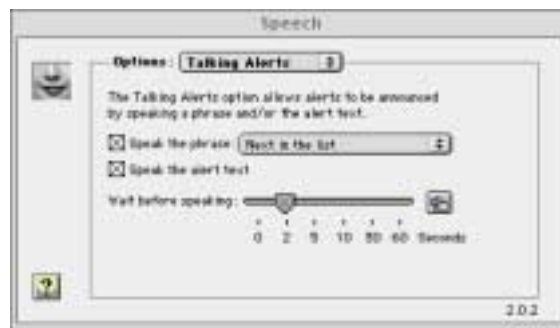 Speech
Options: Talking Alerts
The Talking Alerts option allows alerts to be announced
by speaking a phrase and/or the alert text.
Speak the phrase: Next in the list
Speak the alert text
Wait before speaking:
0 2 5 10 30 60 Seconds
2.0.2